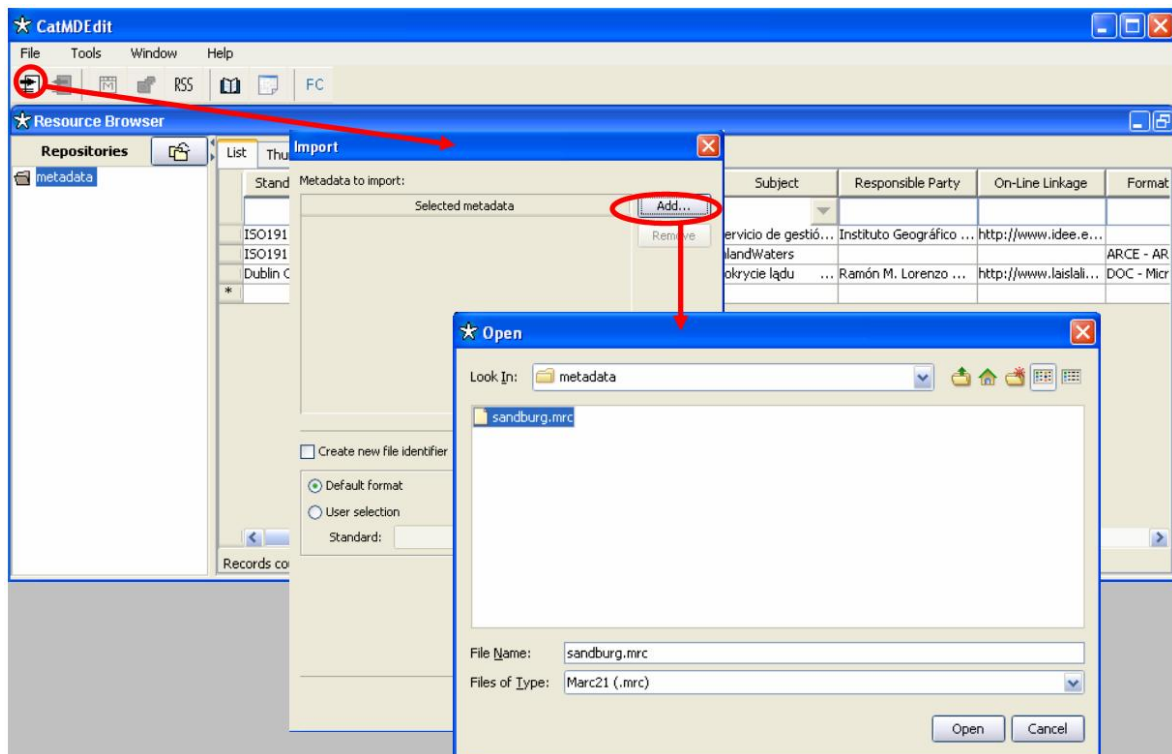 CatMDEdit
File Tools Window Help
RSS FC
Resource Browser
Repositories
metadata
List Thu
Stand Subject Responsible Party On-Line Linkage Format
ISO191 ervicio de gestió... Instituto Geográfico ... http://www.idee.e...
ISO191 nlandWaters ARCE - AR
Dublin C okrycie lądu ... Ramón M. Lorenzo ... http://www.laislali... DOC - Micr
*
Records co
Import
Metadata to import:
Selected metadata
Add...
Remove
Create new file identifier
Default format
User selection
Standard:
Open
Look In: metadata
sandburg.mrc
File Name: sandburg.mrc
Files of Type: Marc21 (.mrc)
Open Cancel